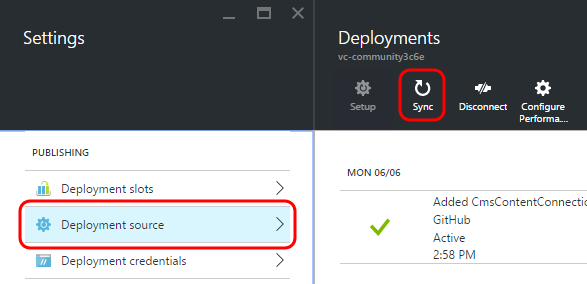 Settings
PUBLISHING
Deployment slots
Deployment source
Deployment credentials
Deployments
vc-community3c6e
Setup
Sync
Disconnect
Configure
Performa...
MON 06/06
Added CmsContentConnectio
GitHub
Active
2:58 PM